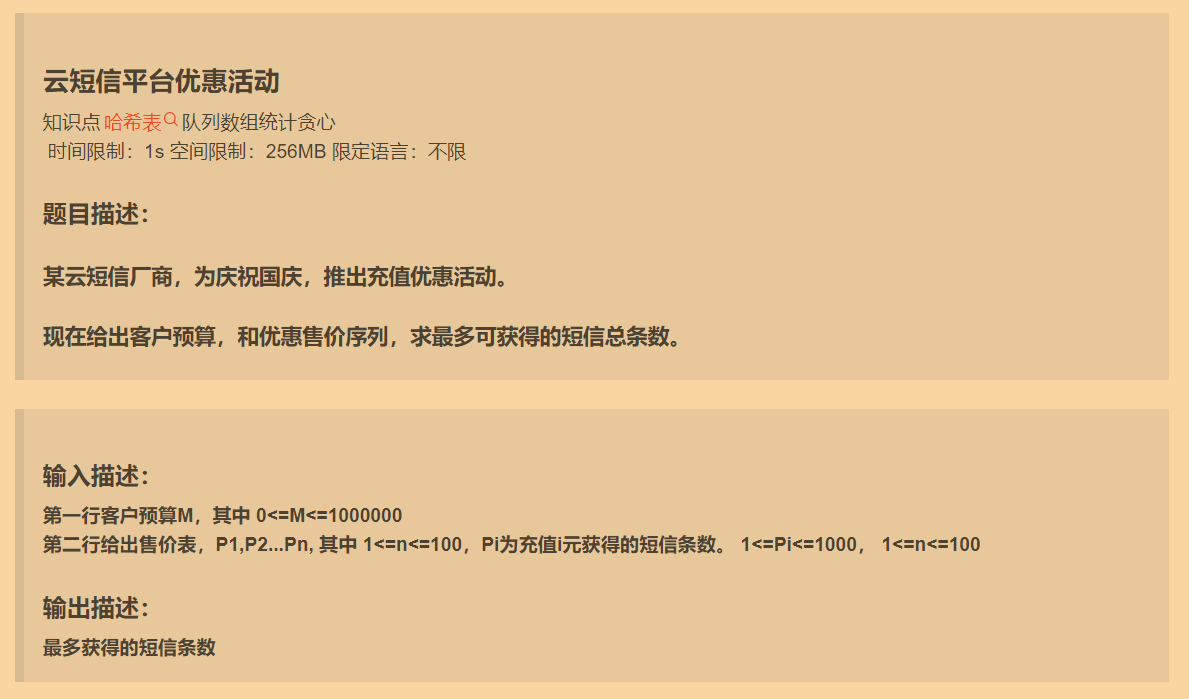 云短信平台优惠活动
知识点 哈希表 队列数组统计贪心
时间限制：1s 空间限制：256MB 限定语言：不限
题目描述：
某云短信厂商，为庆祝国庆，推出充值优惠活动。
现在给出客户预算，和优惠售价序列，求最多可获得的短信总条数。
输入描述：
第一行客户预算M，其中 0<=M<=1000000
第二行给出售价表，P1,P2...Pn, 其中 1<=n<=100，Pi为充值i元获得的短信条数。 1<=Pi<=1000， 1<=n<=100
输出描述：
最多获得的短信条数